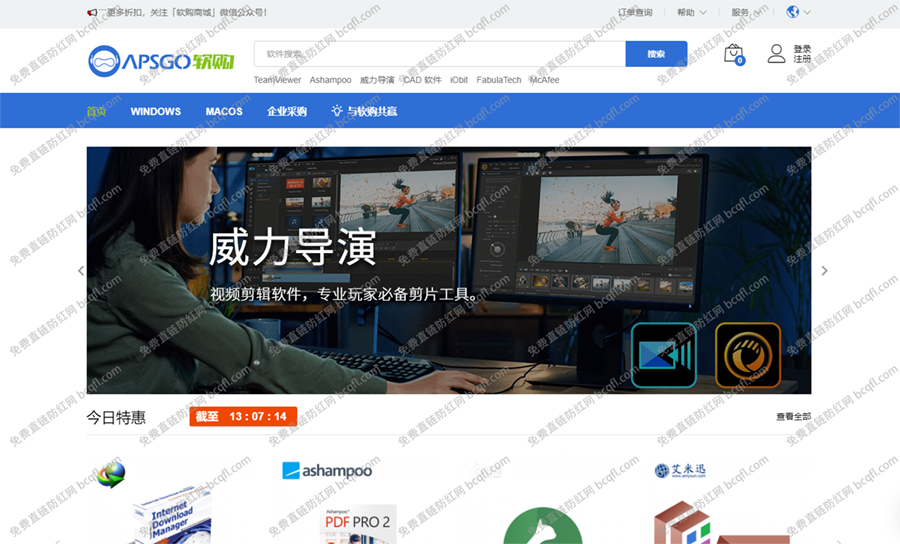 更多折扣，关注「软购商城」微信公众号！
订单查询 帮助 服务
APSGO软购
软件搜索
搜索
0
登录
注册
TeamViewer Ashampoo 威力导演 CAD 软件 iObit FabulaTech McAfee
首页 WINDOWS MACOS 企业采购 与软购共赢
威力导演
视频剪辑软件，专业玩家必备剪片工具。
今日特惠
截至 13 : 07 : 14
查看全部
Internet
Download
Manager
ashampoo
Ashampoo®
PDF PRO 2
艾米迅
免费直链防红网 bcqfl.com